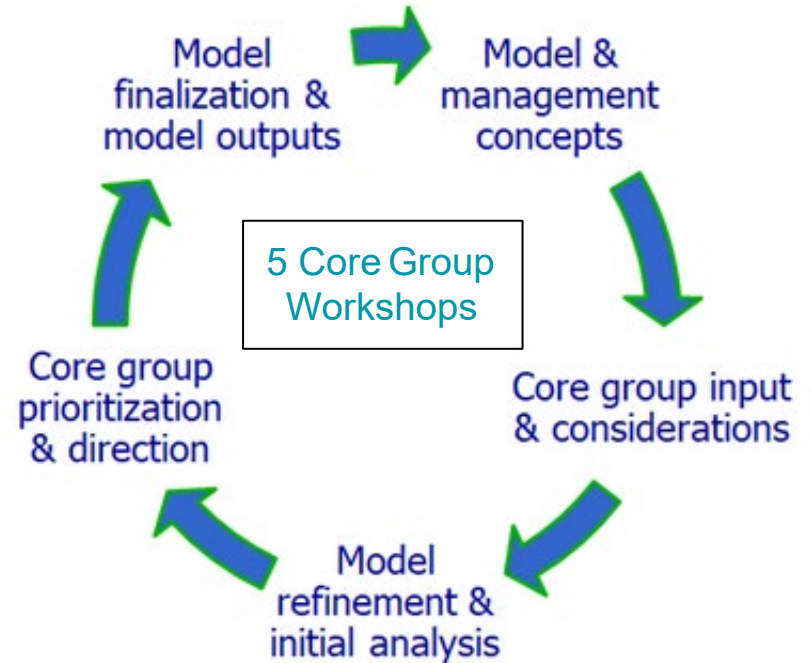 Model
finalization &
model outputs
Model &
management
concepts
5 Core Group
Workshops
Core group
prioritization
& direction
Core group input
& considerations
Model
refinement &
initial analysis